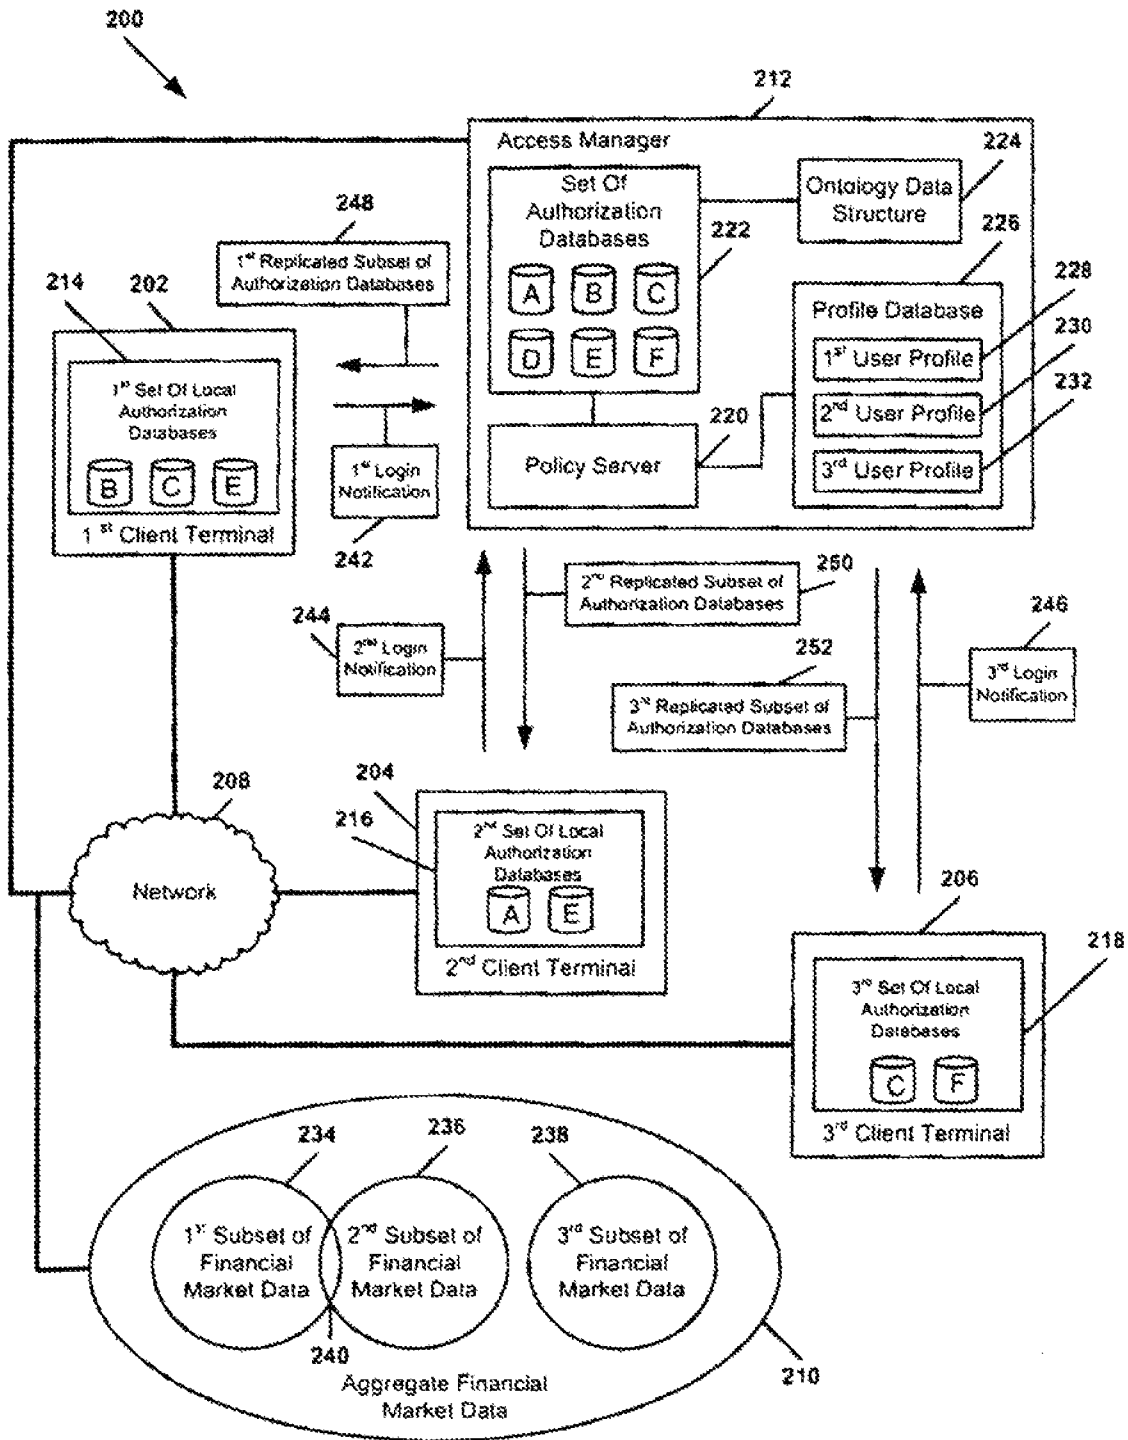 200
212
Access Manager
224
Set Of
Authorization
Databases
Ontology Data
Structure
222
226
A
B
C
D
E
F
Profile Database
228
1st User Profile
230
2nd User Profile
232
3rd User Profile
220
Policy Server
248
1st Replicated Subset of
Authorization Databases
214
202
1st Set Of Local
Authorization
Databases
B
C
E
1st Client Terminal
1st Login
Notification
242
2nd Replicated Subset of
Authorization Databases
250
244
2nd Login
Notification
252
3rd Replicated Subset of
Authorization Databases
246
3rd Login
Notification
208
Network
204
216
2nd Set Of Local
Authorization
Databases
A
E
2nd Client Terminal
206
218
3rd Set Of Local
Authorization
Databases
C
F
3rd Client Terminal
234
236
238
1st Subset of
Financial
Market Data
2nd Subset of
Financial
Market Data
3rd Subset of
Financial
Market Data
240
210
Aggregate Financial
Market Data